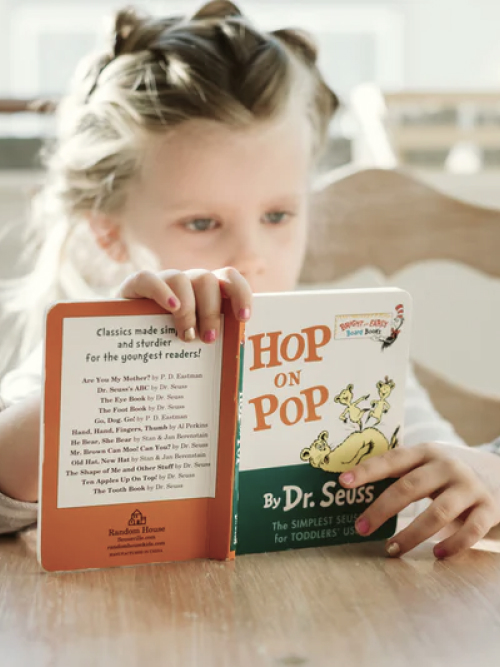 Classics made
and sturdier
for the youngest readers!
Are You My Mother? by P. D. Eastman
Dr. Seuss's ABC by Dr. Seuss
The Eye Book by Dr. Seuss
The Foot Book by Dr. Seuss
Go, Dog. Go! by P. D. Eastman
Hand, Hand, Fingers, Thumb by Al Perkins
He Bear, She Bear by Stan & Jan Berenstain
Mr. Brown Can Moo! Can You? by Dr. Seuss
Old Hat, New Hat by Stan & Jan Berenstain
The Shape of Me and Other Stuff by Dr. Seuss
Ten Apples Up On Top! by Dr. Seuss
The Tooth Book by Dr. Seuss
Random House
BRIGHT and EARLY
Board Books
HOP
ON
POP
By Dr. Seuss
The SIMPLEST
for TODDLERS'